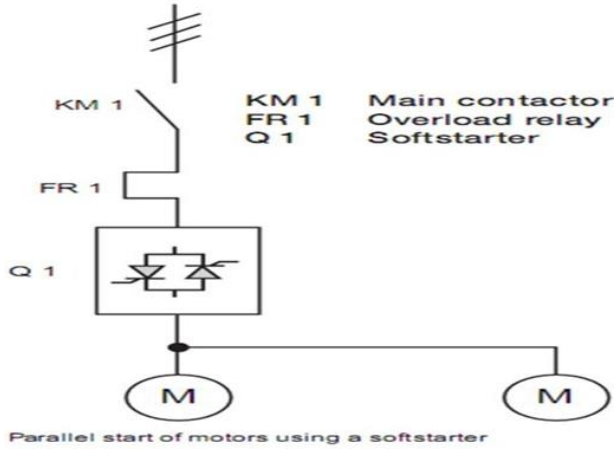 KM 1
KM 1 Main contactor
FR 1 Overload relay
Q 1 Softstarter
FR 1
Q 1
M M
Parallel start of motors using a softstarter